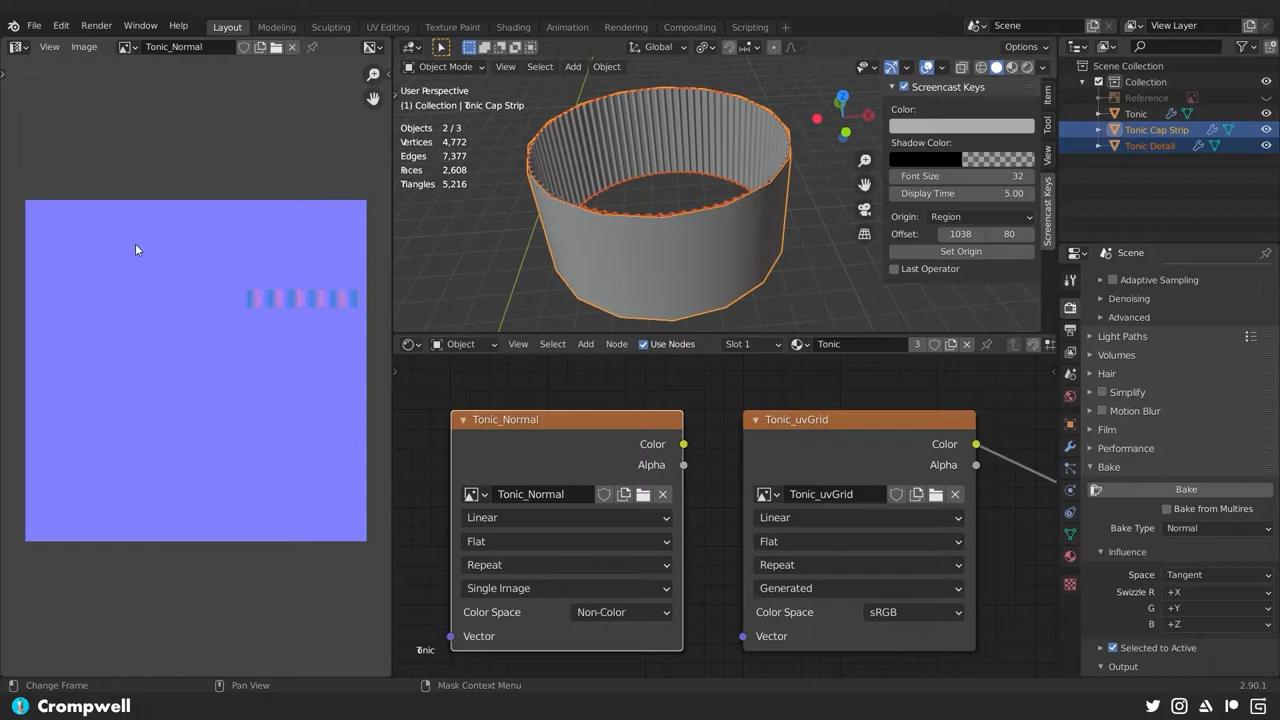 File Edit Render Window Help Layout Modeling Sculpting UV Editing Texture Paint Shading Animation Rendering Compositing Scripting + Scene View Layer
View Image Tonic_Normal Global Options
Object Mode View Select Add Object
User Perspective
(1) Collection | Tonic Cap Strip
Objects 2 / 3
Vertices 4,772
Edges 7,377
Faces 2,608
Triangles 5,216
Z
X
Screencast Keys
Color:
Shadow Color:
Font Size 32
Display Time 5.00
Origin: Region
Offset: 1038 80
Set Origin
Last Operator
Item
Tool
View
Screencast Keys
Scene Collection
Collection
Reference
Tonic
Tonic Cap Strip
Tonic Detail
Scene
Adaptive Sampling
Denoising
Advanced
Light Paths
Volumes
Hair
Simplify
Motion Blur
Film
Performance
Bake
Bake
Bake from Multires
Bake Type Normal
Influence
Space Tangent
Swizzle R +X
G +Y
B +Z
Selected to Active
Output
Object View Select Add Node Use Nodes Slot 1 Tonic 3
Tonic_Normal
Color
Alpha
Tonic_Normal
Linear
Flat
Repeat
Single Image
Color Space Non-Color
Vector
Tonic_uvGrid
Color
Alpha
Tonic_uvGrid
Linear
Flat
Repeat
Generated
Color Space sRGB
Vector
Tonic
Change Frame Pan View Mask Context Menu 2.90.1
Crompwell